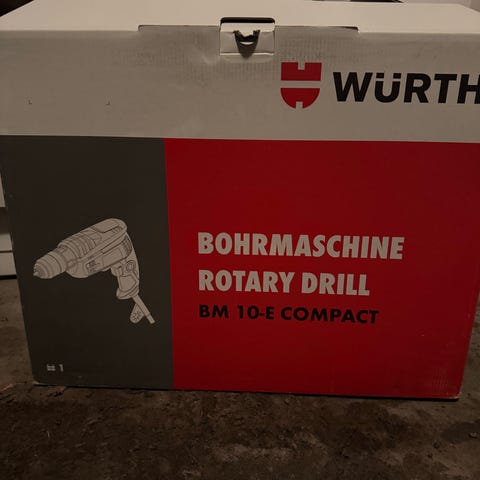 WÜRTH
BOHRMASCHINE
ROTARY DRILL
BM 10-E COMPACT
1